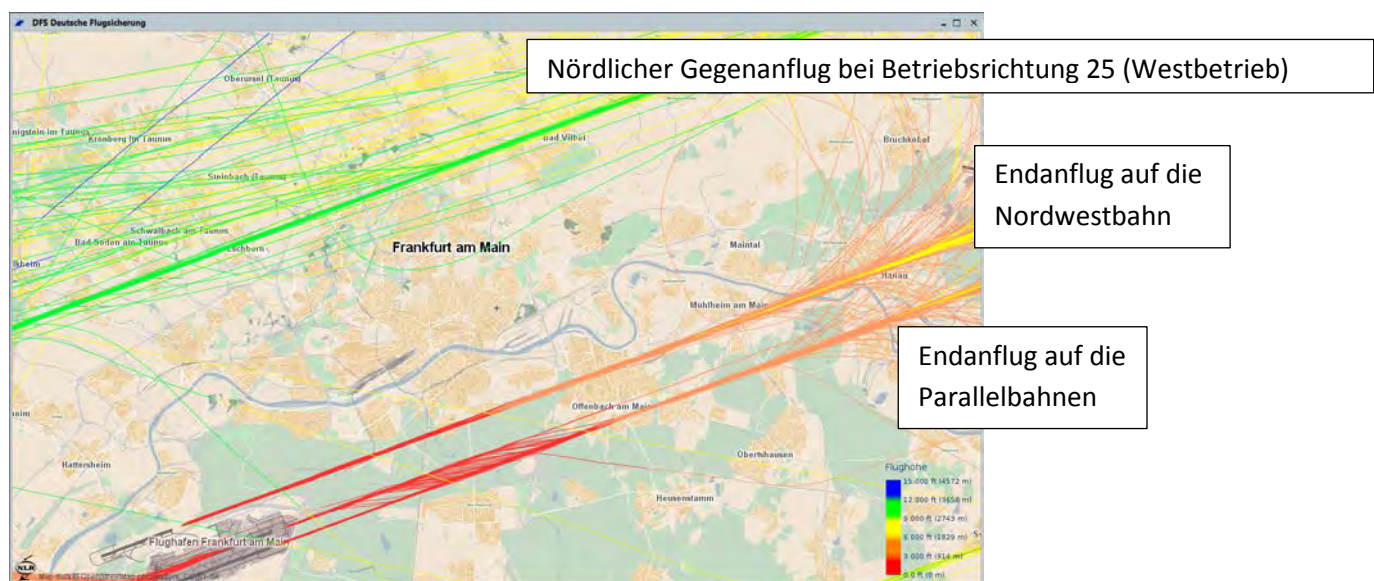 DFS Deutsche Flugsicherung
Nördlicher Gegenanflug bei Betriebsrichtung 25 (Westbetrieb)
Oberursel (Taunus)
Königstein im Taunus
Kronberg im Taunus
Bad Vilbel
Bruchköbel
Steinbach (Taunus)
Endanflug auf die
Nordwestbahn
Schwalbach am Taunus
Bad Soden am Taunus
Eschborn
Frankfurt am Main
Maintal
Hanau
Mühlheim am Main
Endanflug auf die
Parallelbahnen
Offenbach am Main
Hattersheim
Obertshausen
Heusenstamm
Flughafen Frankfurt am Main
Flughöhe
15 000 ft (4572 m)
12 000 ft (3658 m)
9 000 ft (2743 m)
6 000 ft (1829 m)
3 000 ft (914 m)
0.0 ft (0 m)
NLR